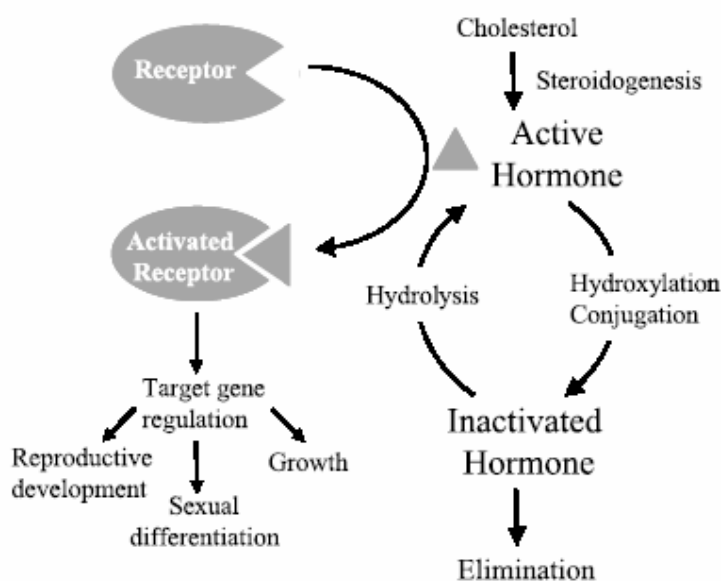 Receptor
Cholesterol
Steroidogenesis
Active
Hormone
Activated
Receptor
Hydrolysis
Hydroxylation
Conjugation
Target gene
regulation
Reproductive
development
Growth
Sexual
differentiation
Inactivated
Hormone
Elimination